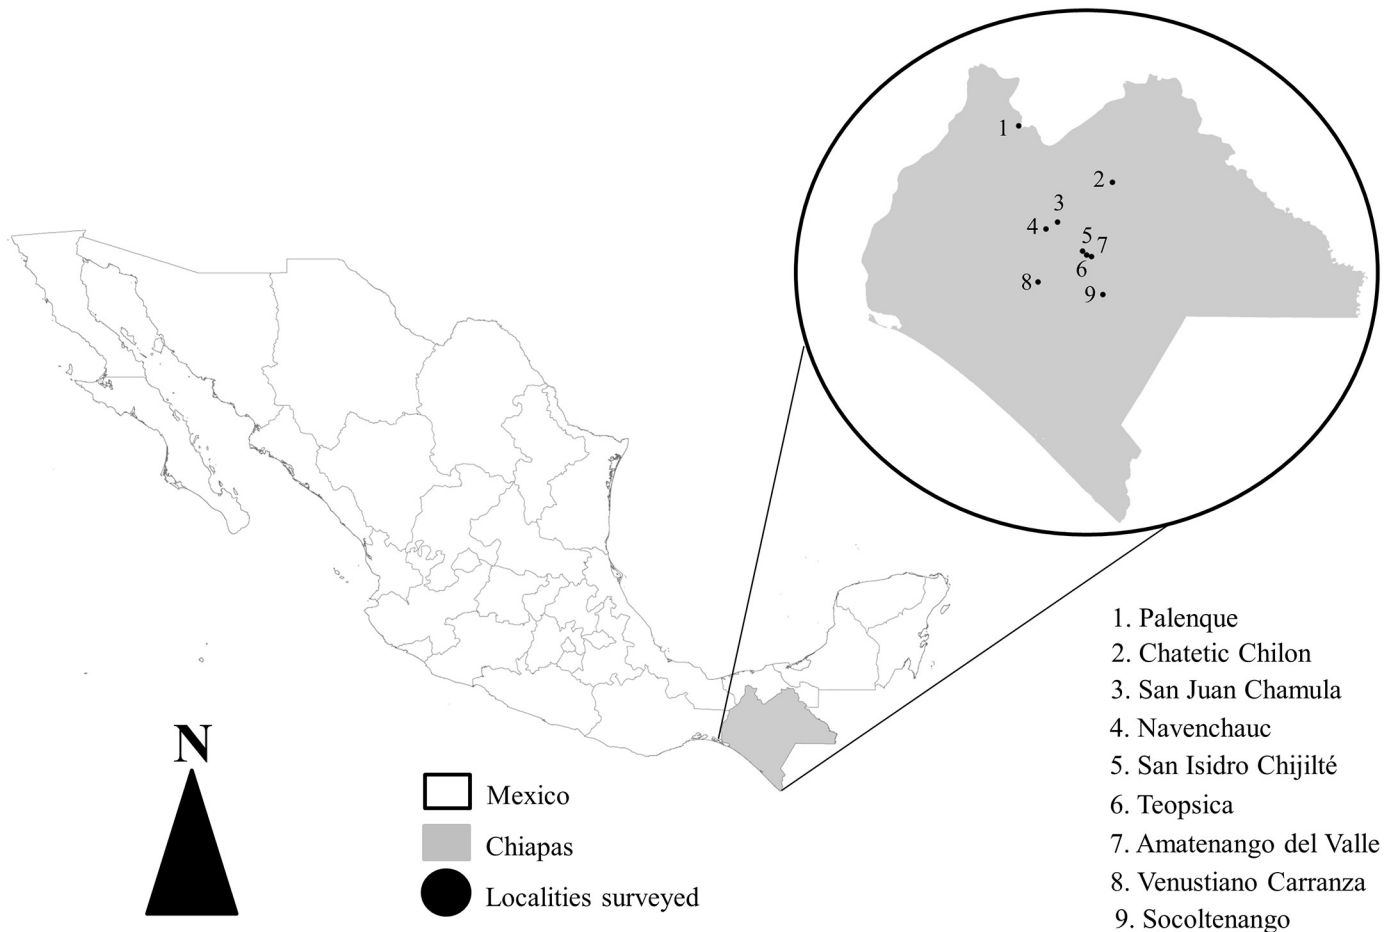 1
2
3
4
5
7
6
8
9
1. Palenque
2. Chatetic Chilon
3. San Juan Chamula
4. Navenchauc
5. San Isidro Chijilté
6. Teopsica
7. Amatenango del Valle
8. Venustiano Carranza
9. Socoltenango
N
Mexico
Chiapas
Localities surveyed